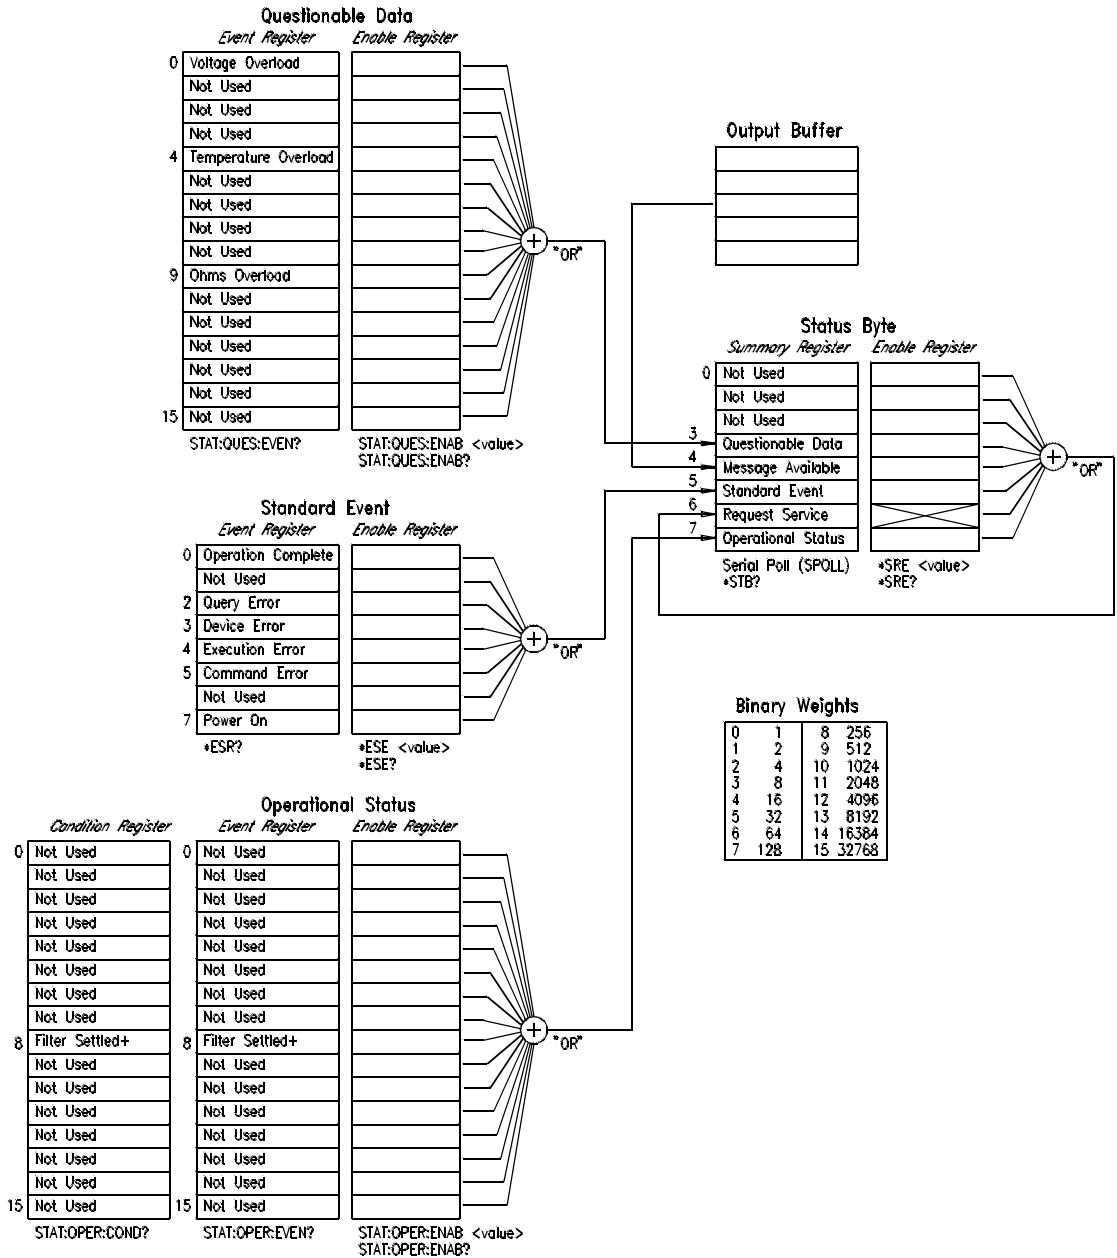 Questionable Data
Event Register Enable Register
0 Voltage Overload
Not Used
Not Used
Not Used
4 Temperature Overload
Not Used
Not Used
Not Used
Not Used
9 Ohms Overload
Not Used
Not Used
Not Used
Not Used
Not Used
15 Not Used
"OR"
STAT:QUES:EVEN? STAT:QUES:ENAB <value>
STAT:QUES:ENAB?
Output Buffer
Status Byte
Summary Register Enable Register
0 Not Used
Not Used
Not Used
3 Questionable Data
4 Message Available
5 Standard Event
6 Request Service
7 Operational Status
"OR"
Serial Poll (SPOLL) *SRE <value>
*STB? *SRE?
Standard Event
Event Register Enable Register
0 Operation Complete
Not Used
2 Query Error
3 Device Error
4 Execution Error
5 Command Error
Not Used
7 Power On
"OR"
*ESR? *ESE <value>
*ESE?
Binary Weights
0 1 8 256
1 2 9 512
2 4 10 1024
3 8 11 2048
4 16 12 4096
5 32 13 8192
6 64 14 16384
7 128 15 32768
Operational Status
Condition Register Event Register Enable Register
0 Not Used 0 Not Used
Not Used Not Used
Not Used Not Used
Not Used Not Used
Not Used Not Used
Not Used Not Used
Not Used Not Used
Not Used Not Used
8 Filter Settled+ 8 Filter Settled+
Not Used Not Used
Not Used Not Used
Not Used Not Used
Not Used Not Used
Not Used Not Used
Not Used Not Used
15 Not Used 15 Not Used
"OR"
STAT:OPER:COND? STAT:OPER:EVEN? STAT:OPER:ENAB <value>
STAT:OPER:ENAB?